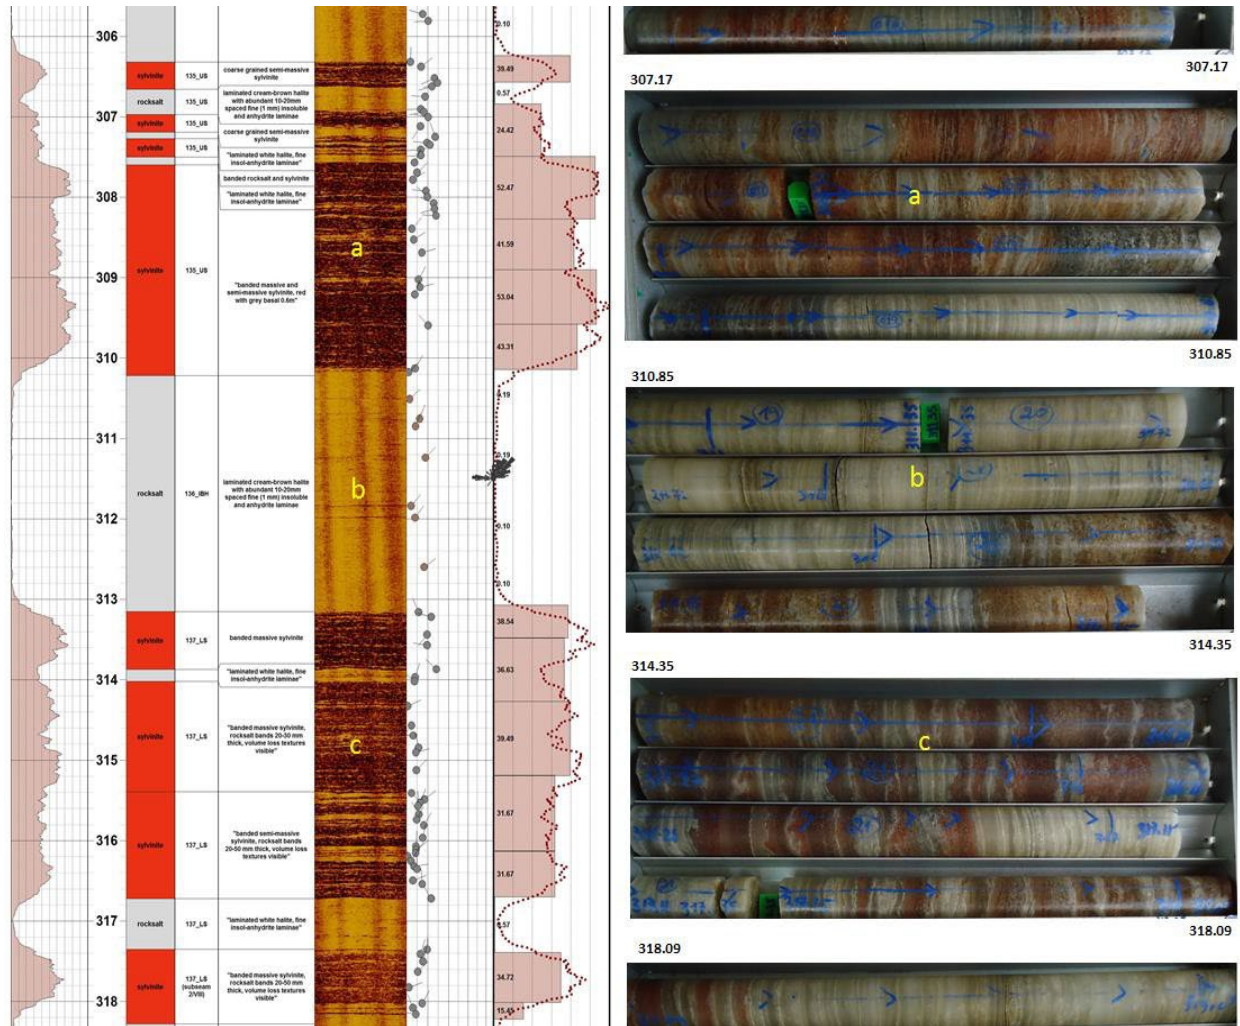 306
sylvinite
135_US
coarse grained semi-massive
sylvinite
rocksalt
135_US
laminated cream-brown halite
with abundant 10-20mm
spaced fine (1 mm) insoluble
and anhydrite laminae
307
sylvinite
135_US
coarse grained semi-massive
sylvinite
sylvinite
135_US
"laminated white halite, fine
insol-anhydrite laminae"
banded rocksalt and sylvinite
308
"laminated white halite, fine
insol-anhydrite laminae"
309
sylvinite
135_US
"banded massive and
semi-massive sylvinite, red
with grey basal 0.6m"
310
311
rocksalt
136_IBH
laminated cream-brown halite
with abundant 10-20mm
spaced fine (1 mm) insoluble
and anhydrite laminae
312
313
sylvinite
137_LS
banded massive sylvinite
314
"laminated white halite, fine
insol-anhydrite laminae"
sylvinite
137_LS
"banded massive sylvinite,
rocksalt bands 20-30 mm
thick, volume loss textures
visible"
315
316
sylvinite
137_LS
"banded semi-massive
sylvinite, rocksalt bands
20-50 mm thick, volume loss
textures visible"
317
rocksalt
137_LS
"laminated white halite, fine
insol-anhydrite laminae"
318
sylvinite
137_LS
(subseam
2/VIII)
"banded massive sylvinite,
rocksalt bands 20-50 mm
thick, volume loss textures
visible"
a
b
c
0.10
39.49
0.57
24.42
52.47
41.59
53.04
43.31
0.19
0.19
0.10
0.10
38.54
36.63
39.49
31.67
31.67
0.57
34.72
15.45
307.17
307.17
a
310.85
310.85
19
311.35
20
b
314.35
314.35
c
318.09
318.09